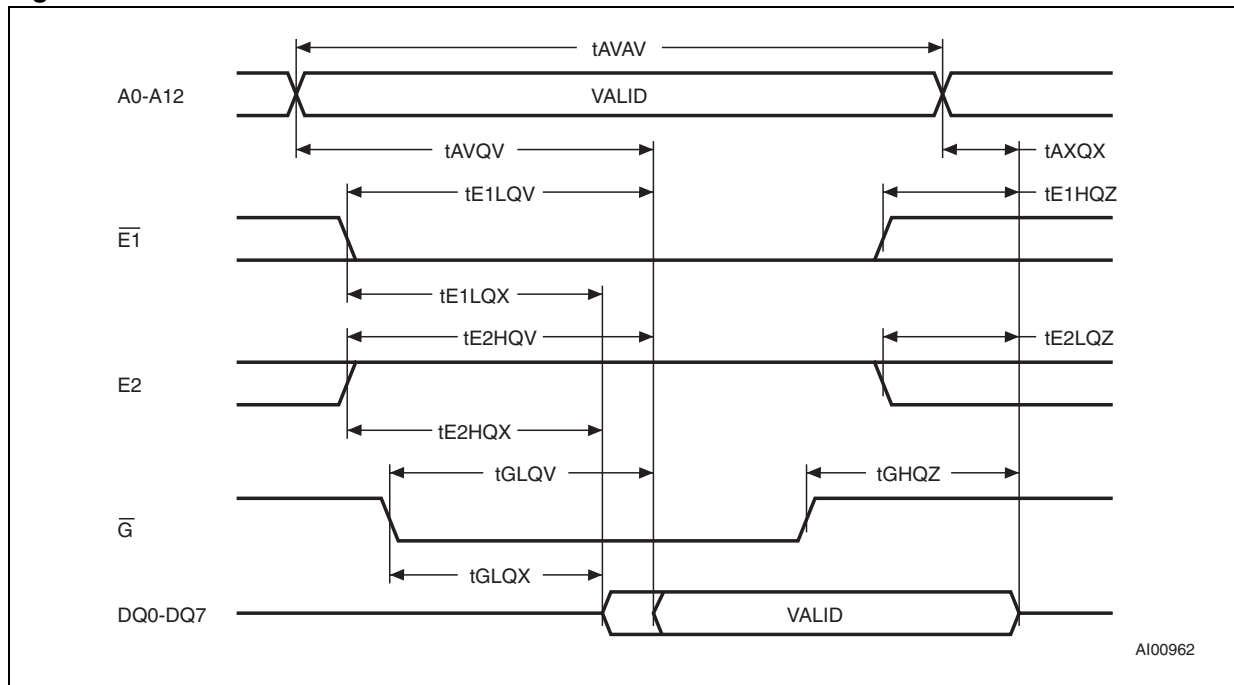 tAVAV
A0-A12
VALID
tAVQV
tAXQX
tE1LQV
tE1HQZ
E1
tE1LQX
tE2HQV
tE2LQZ
E2
tE2HQX
tGLQV
tGHQZ
G
tGLQX
DQ0-DQ7
VALID
AI00962